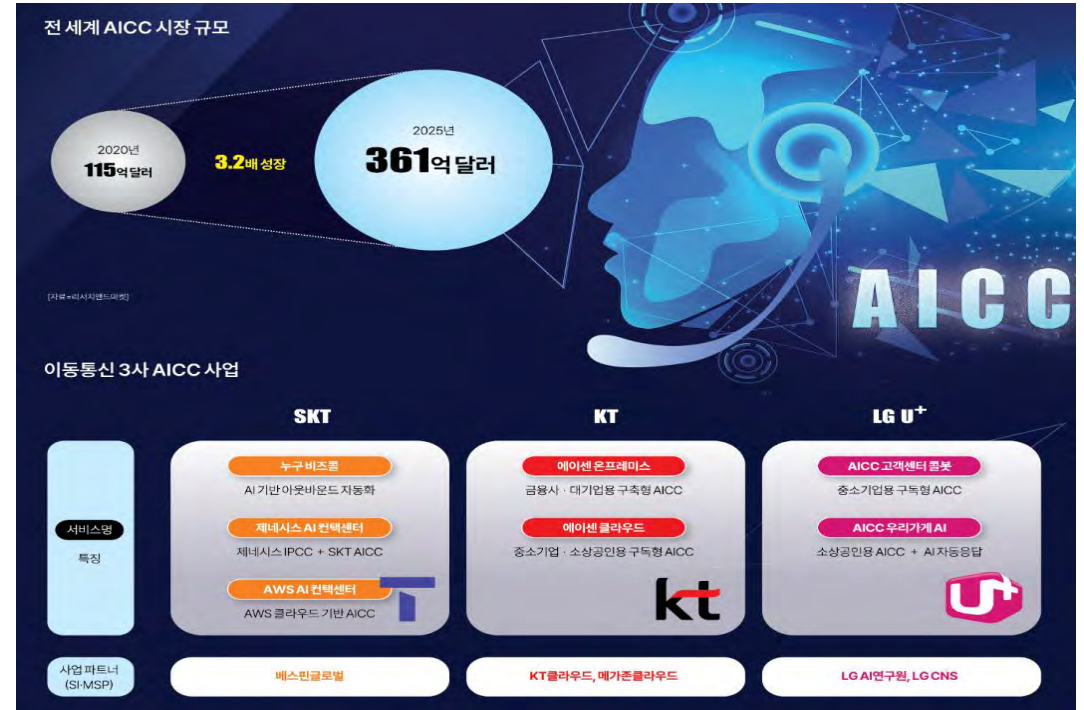 전 세계 AICC 시장 규모
2020년
115억 달러
3.2배 성장
2025년
361억 달러
[자료=리서치앤드마켓]
AICC
이동통신 3사 AICC 사업
SKT
KT
LG U+
서비스명
특징
누구 비즈콜
AI 기반 아웃바운드 자동화
제네시스 AI 컨택센터
제네시스 IPCC + SKT AICC
AWS AI 컨택센터
AWS 클라우드 기반 AICC
T
에이센 온프레미스
금융사 · 대기업용 구축형 AICC
에이센 클라우드
중소기업 · 소상공인용 구독형 AICC
kt
AICC 고객센터 콜봇
중소기업용 구독형 AICC
AICC 우리가게 AI
소상공인용 AICC + AI 자동응답
U+
사업 파트너
(SI·MSP)
베스핀글로벌
KT클라우드, 메가존클라우드
LG AI연구원, LG CNS